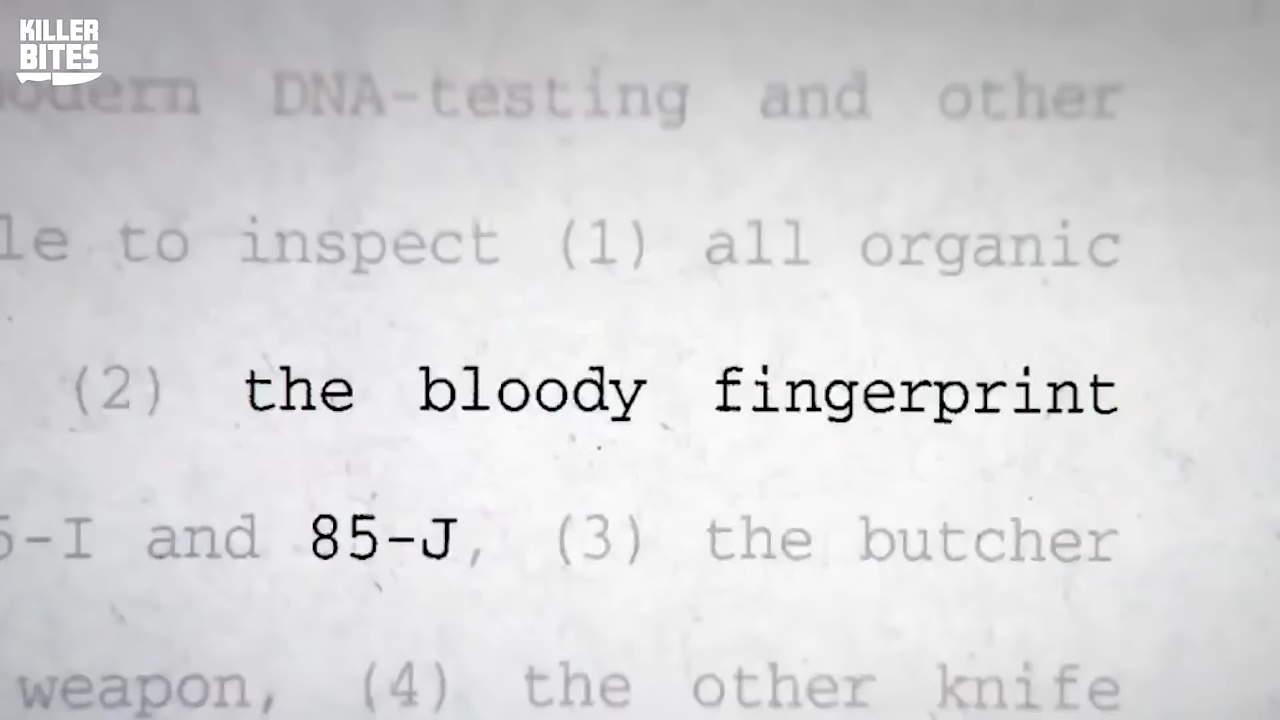 KILLER
BITES
modern DNA-testing and other
le to inspect (1) all organic
(2) the bloody fingerprint
5-I and 85-J, (3) the butcher
weapon, (4) the other knife